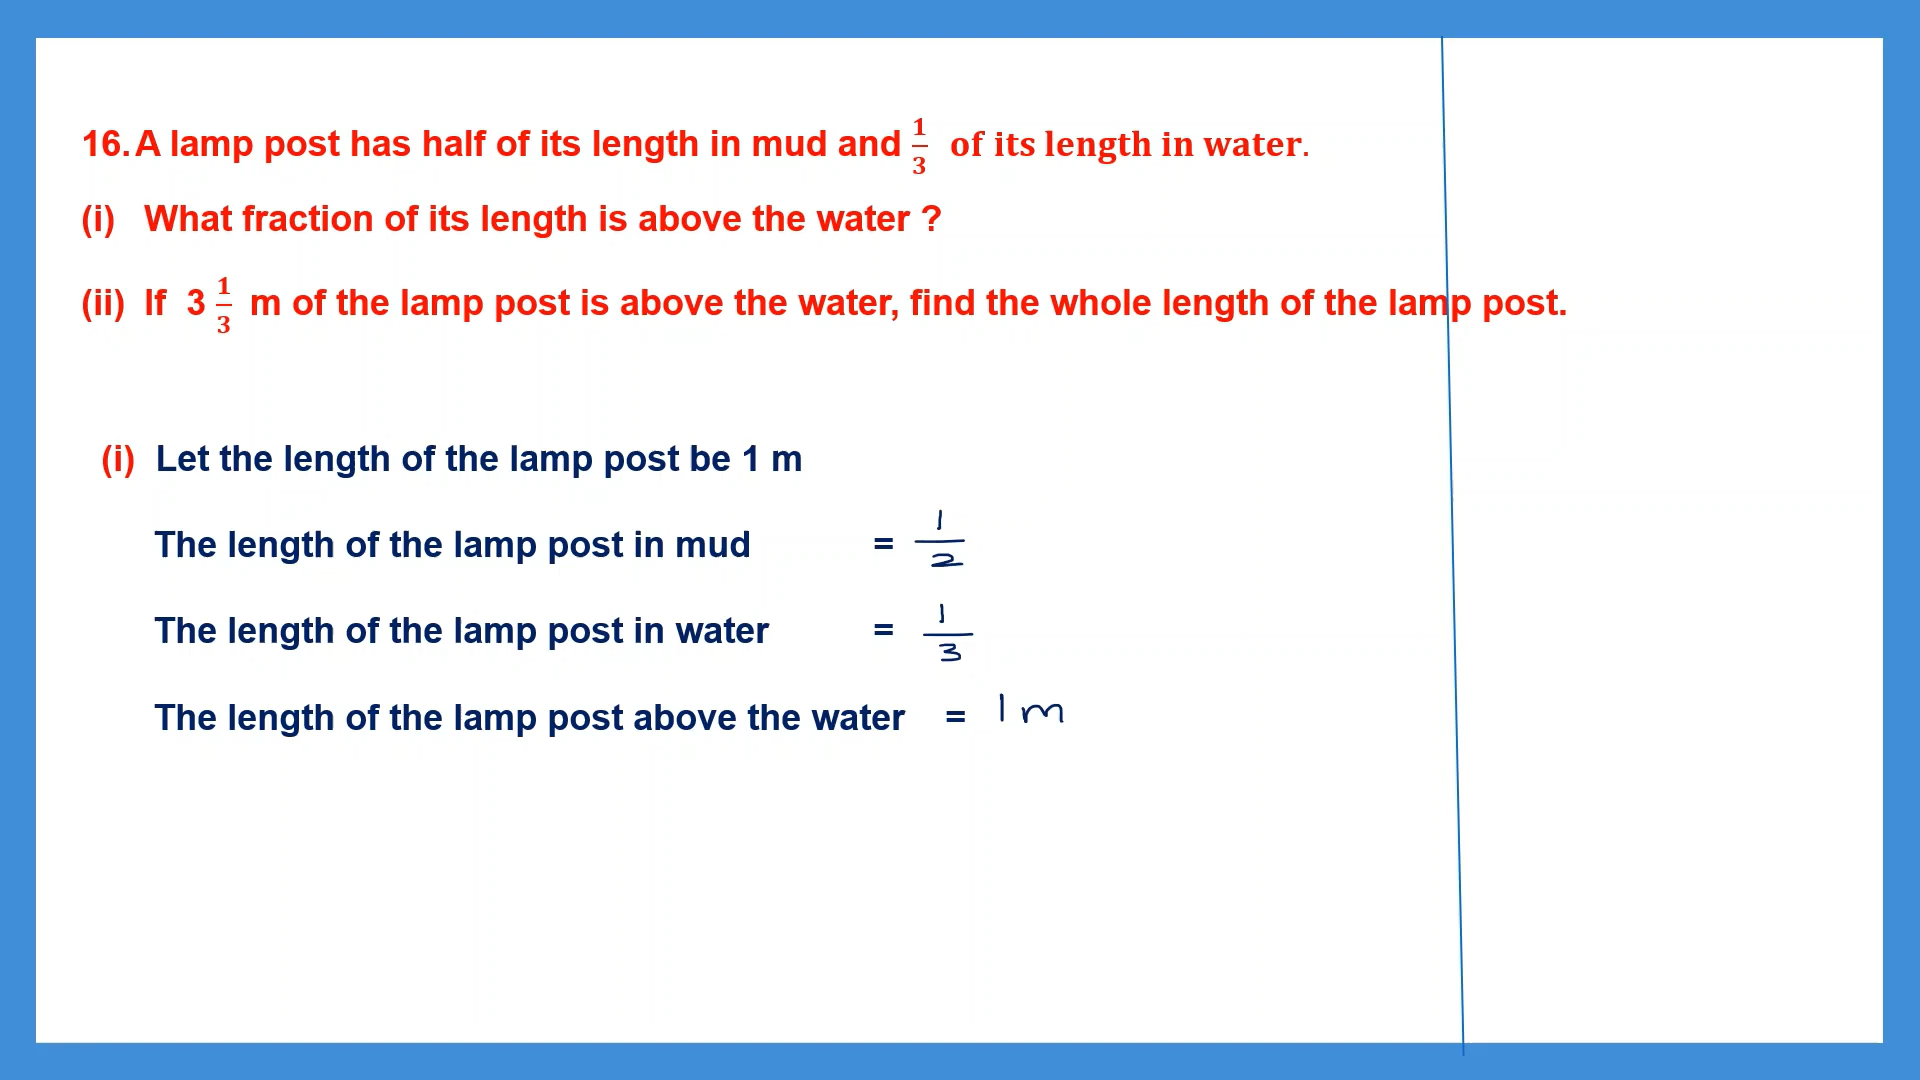 16. A lamp post has half of its length in mud and 1/3 of its length in water.
(i) What fraction of its length is above the water ?
(ii) If 3 1/3 m of the lamp post is above the water, find the whole length of the lamp post.
(i) Let the length of the lamp post be 1 m
The length of the lamp post in mud = 1/2
The length of the lamp post in water = 1/3
The length of the lamp post above the water = 1 m